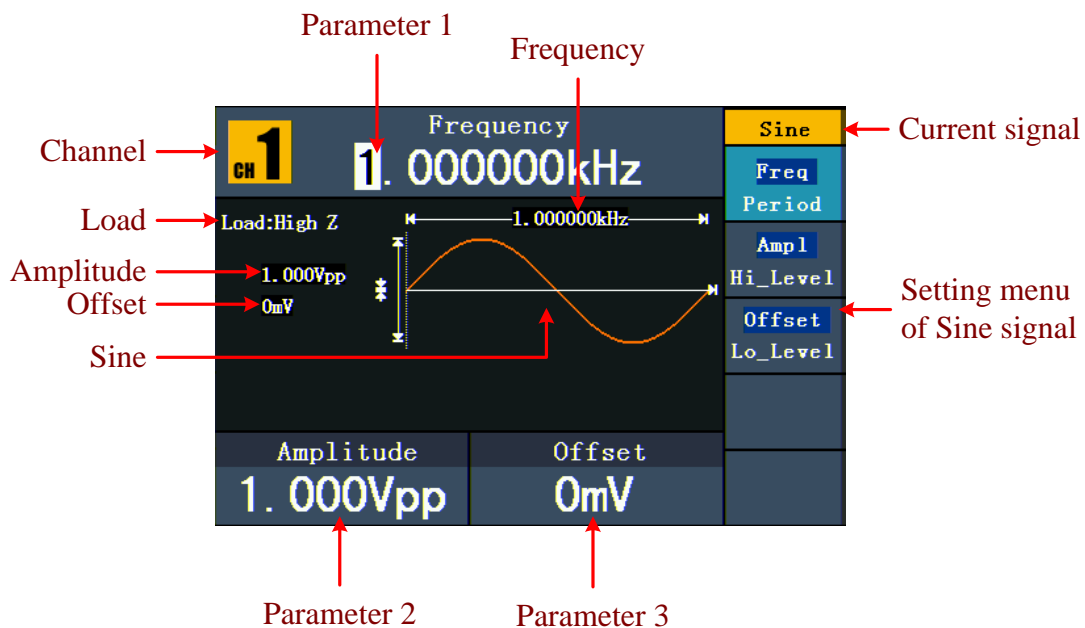 Parameter 1
Frequency
Channel
CH 1
Frequency
1.000000kHz
Sine
Current signal
Freq
Period
Load
Load:High Z
1.000000kHz
Amplitude
1.000Vpp
Ampl
Hi_Level
Offset
0mV
Offset
Lo_Level
Setting menu
of Sine signal
Sine
Amplitude
Offset
1.000Vpp
0mV
Parameter 2
Parameter 3